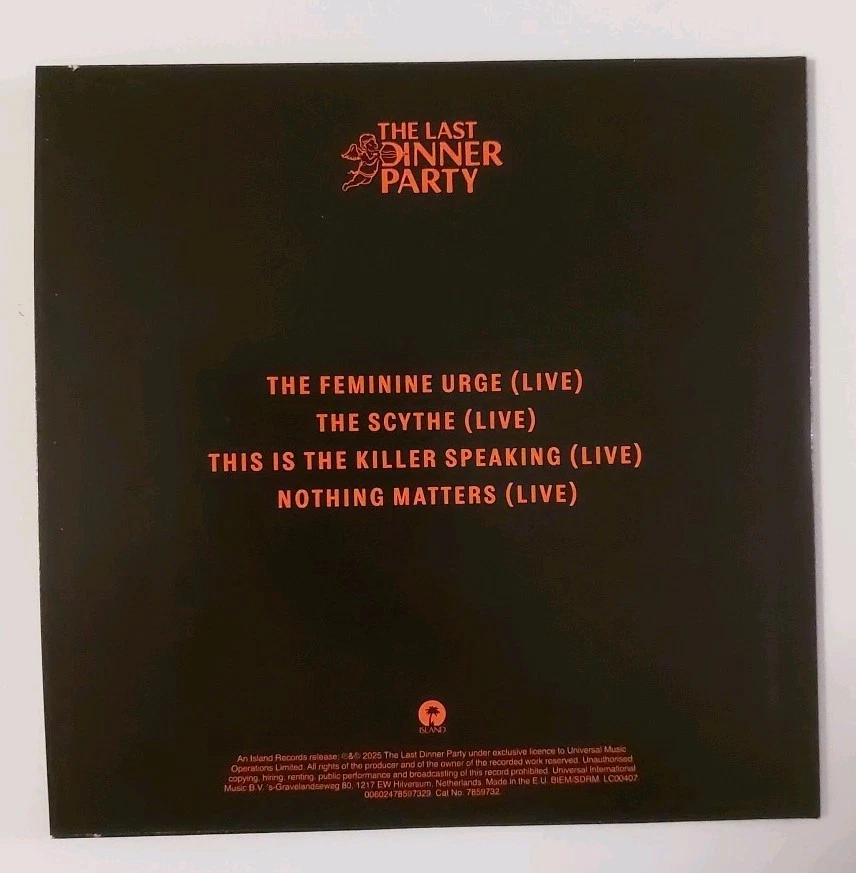 THE LAST
DINNER
PARTY
THE FEMININE URGE (LIVE)
THE SCYTHE (LIVE)
THIS IS THE KILLER SPEAKING (LIVE)
NOTHING MATTERS (LIVE)
ISLAND
An Island Records release; ℗&© 2025 The Last Dinner Party under exclusive licence to Universal Music
Operations Limited. All rights of the producer and of the owner of the recorded work reserved. Unauthorised
copying, hiring, renting, public performance and broadcasting of this record prohibited. Universal International
Music B.V. 's-Gravelandseweg 80, 1217 EW Hilversum, Netherlands. Made in the E.U. BIEM/SDRM. LC00407
00602478597329. Cat No. 7859732.